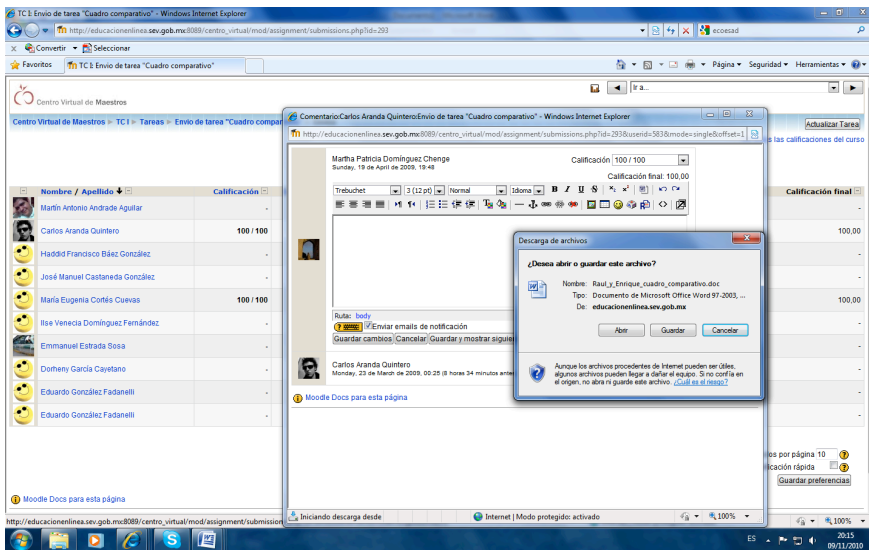 TC I: Envio de tarea "Cuadro comparativo" - Windows Internet Explorer
http://educacionenlinea.sev.gob.mx:8089/centro_virtual/mod/assignment/submissions.php?id=293
ecoesad
x Convertir Seleccionar
Favoritos TC I: Envio de tarea "Cuadro comparativo"
Página Seguridad Herramientas
Centro Virtual de Maestros
Ir a...
Centro Virtual de Maestros ► TC I ► Tareas ► Envio de tarea "Cuadro compar
Actualizar Tarea
s las calificaciones del curso
Nombre / Apellido Calificación Calificación final
Martín Antonio Andrade Aguilar - -
Carlos Aranda Quintero 100 / 100 100,00
Haddid Francisco Báez González - -
José Manuel Castaneda González - -
María Eugenia Cortés Cuevas 100 / 100 100,00
Ilse Venecia Domínguez Fernández - -
Emmanuel Estrada Sosa - -
Dorheny García Cayetano - -
Eduardo González Fadanelli - -
Eduardo González Fadanelli - -
os por página 10
icación rápida
Guardar preferencias
Moodle Docs para esta página
Comentario:Carlos Aranda Quintero:Envio de tarea "Cuadro comparativo" - Windows Internet Explorer
http://educacionenlinea.sev.gob.mx:8089/centro_virtual/mod/assignment/submissions.php?id=293&userid=583&mode=single&offset=1
Martha Patricia Domínguez Chenge
Sunday, 19 de April de 2009, 19:48
Calificación 100 / 100
Calificación final: 100,00
Trebuchet 3 (12 pt) Normal Idioma B I U S
Ruta: body
Enviar emails de notificación
Guardar cambios Cancelar Guardar y mostrar siguien
Carlos Aranda Quintero
Monday, 23 de March de 2009, 00:25 (8 horas 34 minutos antes
Moodle Docs para esta página
Iniciando descarga desde Internet | Modo protegido: activado 100%
Descarga de archivos
¿Desea abrir o guardar este archivo?
Nombre: Raul_y_Enrique_cuadro_comparativo.doc
Tipo: Documento de Microsoft Office Word 97-2003, ...
De: educacionenlinea.sev.gob.mx
Abrir Guardar Cancelar
Aunque los archivos procedentes de Internet pueden ser útiles,
algunos archivos pueden llegar a dañar el equipo. Si no confía en
el origen, no abra ni guarde este archivo. ¿Cuál es el riesgo?
http://educacionenlinea.sev.gob.mx:8089/centro_virtual/mod/assignment/submission
100%
ES 20:15
09/11/2010